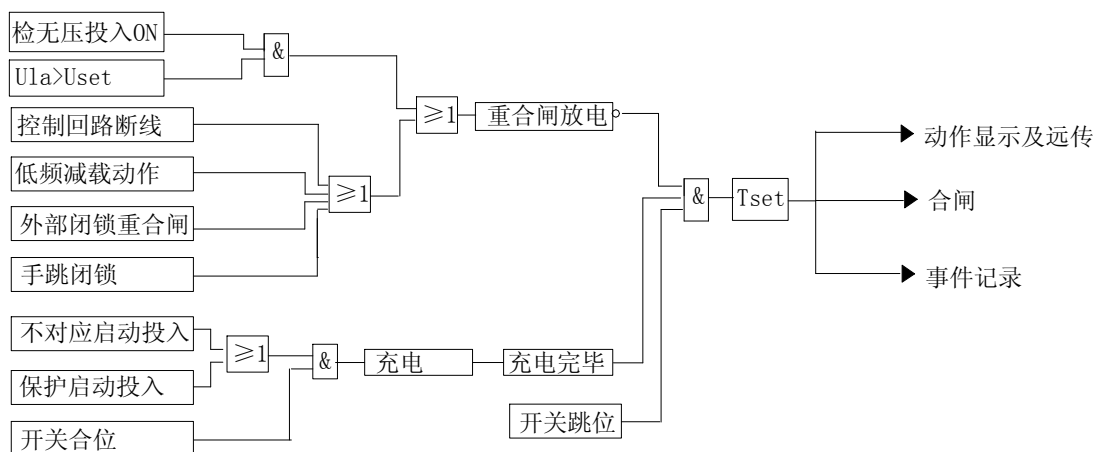 检无压投入ON
&
Ula>Uset
控制回路断线
≥1
重合闸放电
动作显示及远传
低频减载动作
≥1
&
Tset
合闸
外部闭锁重合闸
手跳闭锁
事件记录
不对应启动投入
≥1
&
充电
充电完毕
保护启动投入
开关跳位
开关合位